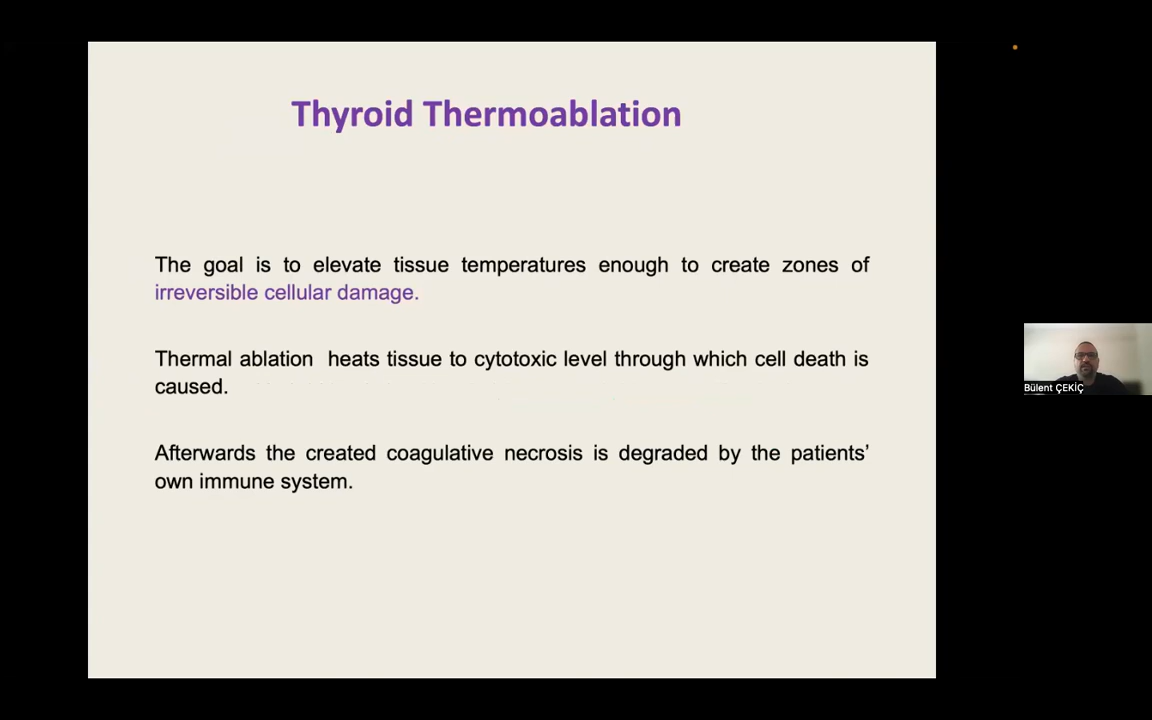 Thyroid Thermoablation
The goal is to elevate tissue temperatures enough to create zones of
irreversible cellular damage.
Thermal ablation  heats tissue to cytotoxic level through which cell death is
caused.
Afterwards the created coagulative necrosis is degraded by the patients’
own immune system.
Bülent ÇEKİÇ